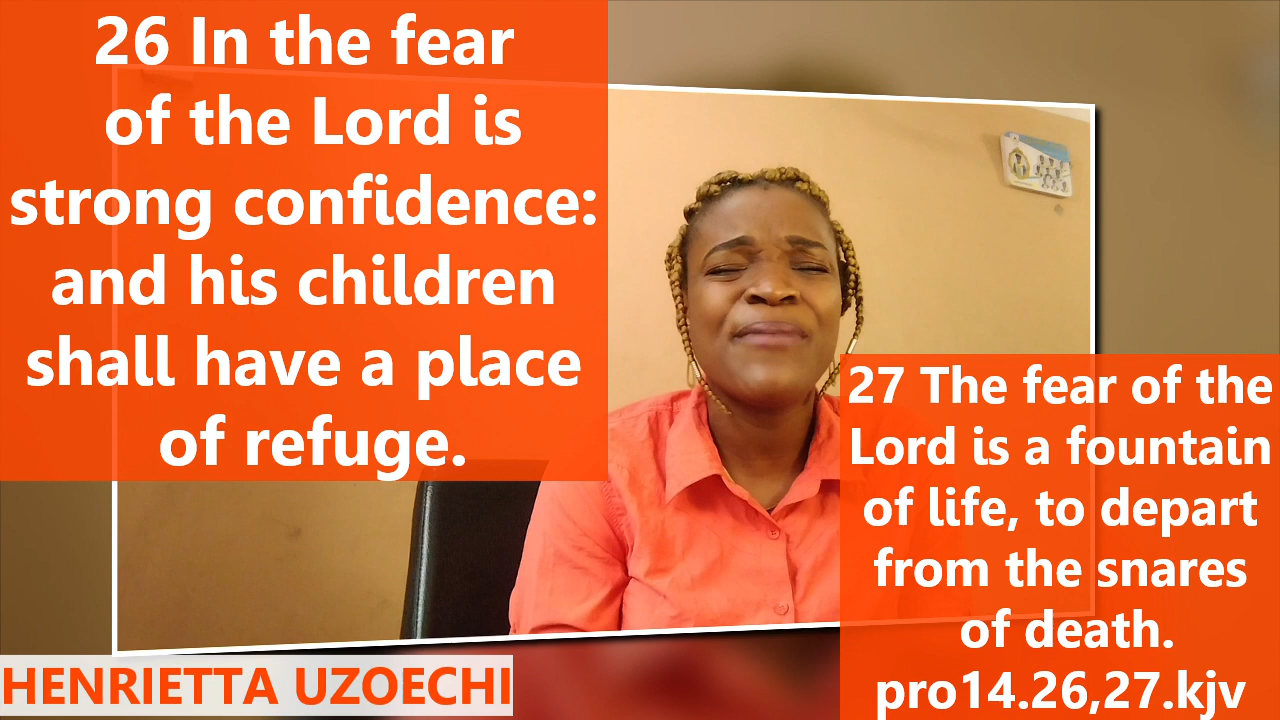 26 In the fear
of the Lord is
strong confidence:
and his children
shall have a place
of refuge.
27 The fear of the
Lord is a fountain
of life, to depart
from the snares
of death.
pro14.26,27.kjv
HENRIETTA UZOECHI